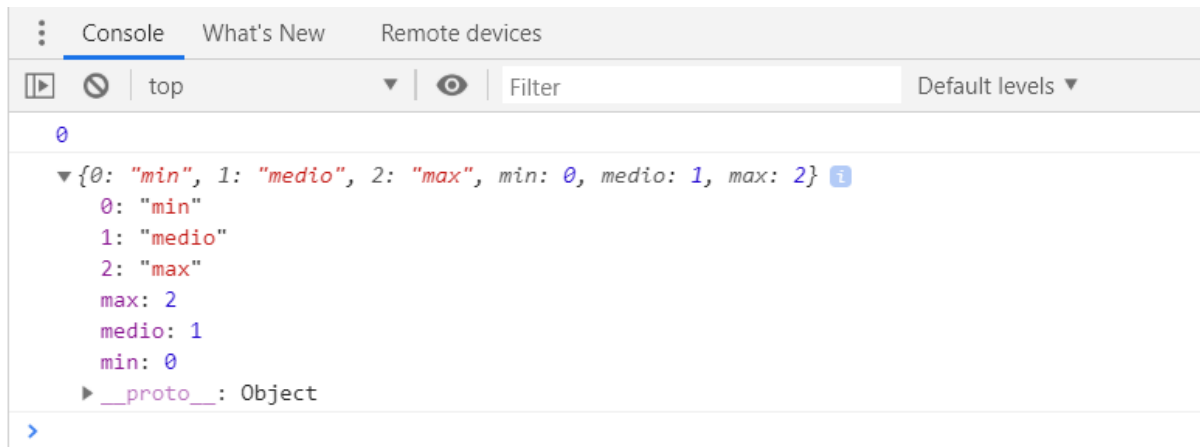 Console What's New Remote devices
top Filter Default levels
0
{0: "min", 1: "medio", 2: "max", min: 0, medio: 1, max: 2} i
0: "min"
1: "medio"
2: "max"
max: 2
medio: 1
min: 0
__proto__: Object
>